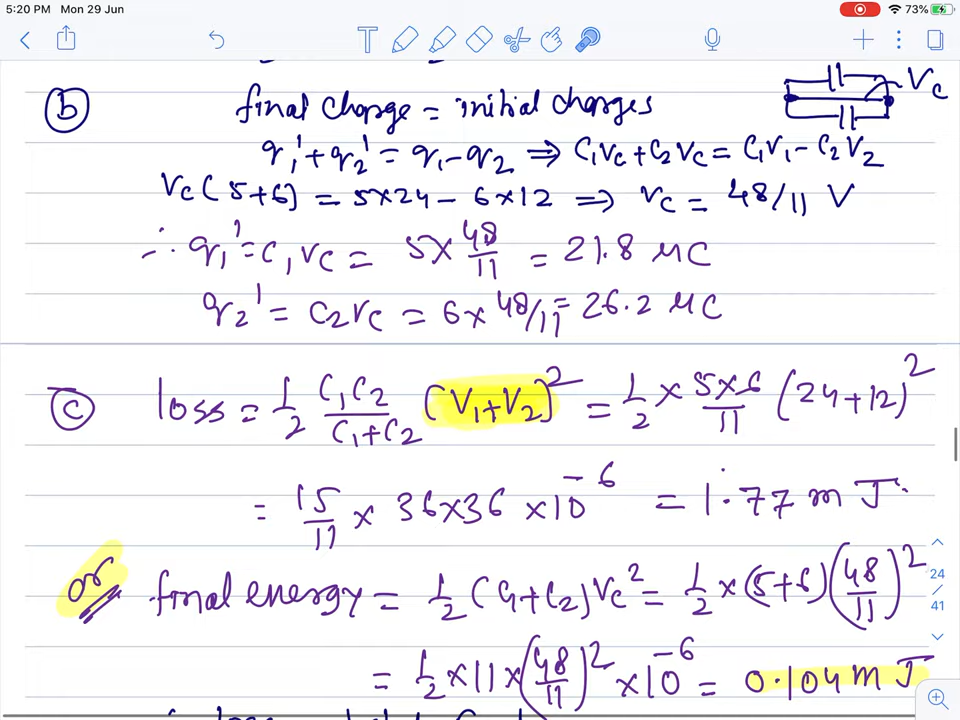 5:20 PM Mon 29 Jun 73%
T
(b) final charge = initial charges
Vc
q₁' + q₂' = q₁ - q₂ ⇒ C₁Vc + C₂Vc = C₁V₁ - C₂V₂
Vc (5+6) = 5×24 - 6×12 ⇒ Vc = 48/11 V
∴ q₁' = C₁Vc = 5 × 48/11 = 21.8 μC
q₂' = C₂Vc = 6 × 48/11 = 26.2 μC
(c) loss = 1/2 C₁C₂/C₁+C₂ (V₁+V₂)² = 1/2 × 5×6/11 (24+12)²
= 15/11 × 36×36 × 10⁻⁶ = 1.77 m J.
or final energy = 1/2 (C₁+C₂) Vc² = 1/2 × (5+6) (48/11)²
= 1/2 × 11 × (48/11)² × 10⁻⁶ = 0.104 m J
24
41